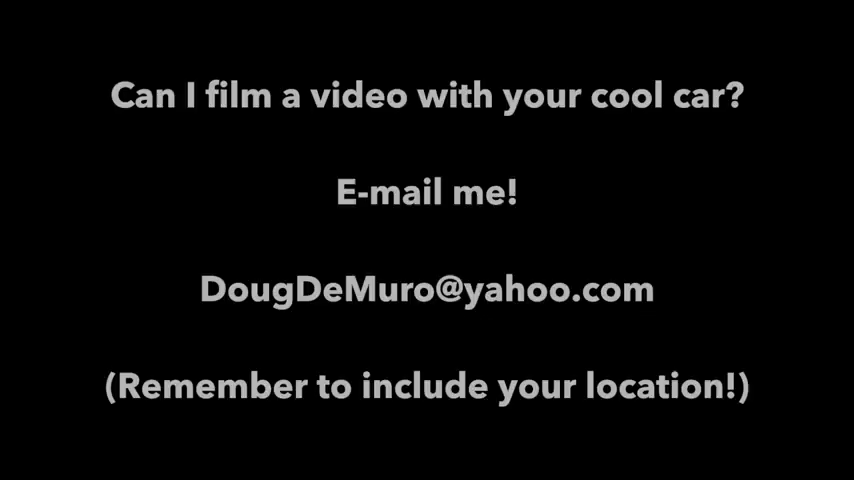 Can I film a video with your cool car?
E-mail me!
DougDeMuro@yahoo.com
(Remember to include your location!)